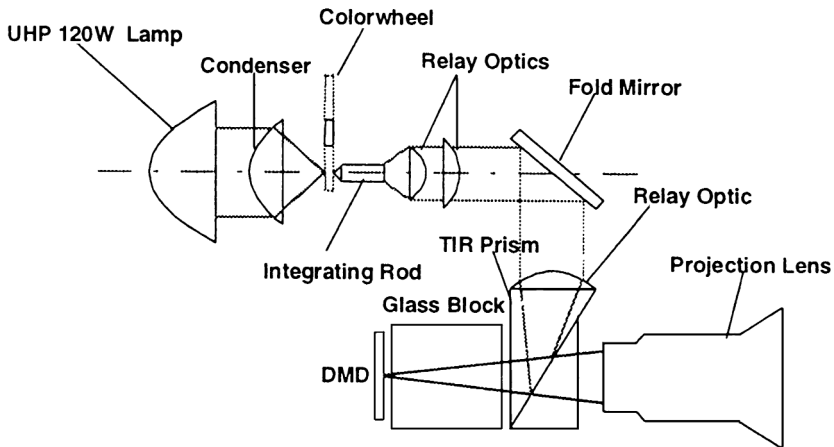 Colorwheel
UHP 120W Lamp
Condenser
Relay Optics
Fold Mirror
Relay Optic
TIR Prism
Integrating Rod
Projection Lens
Glass Block
DMD